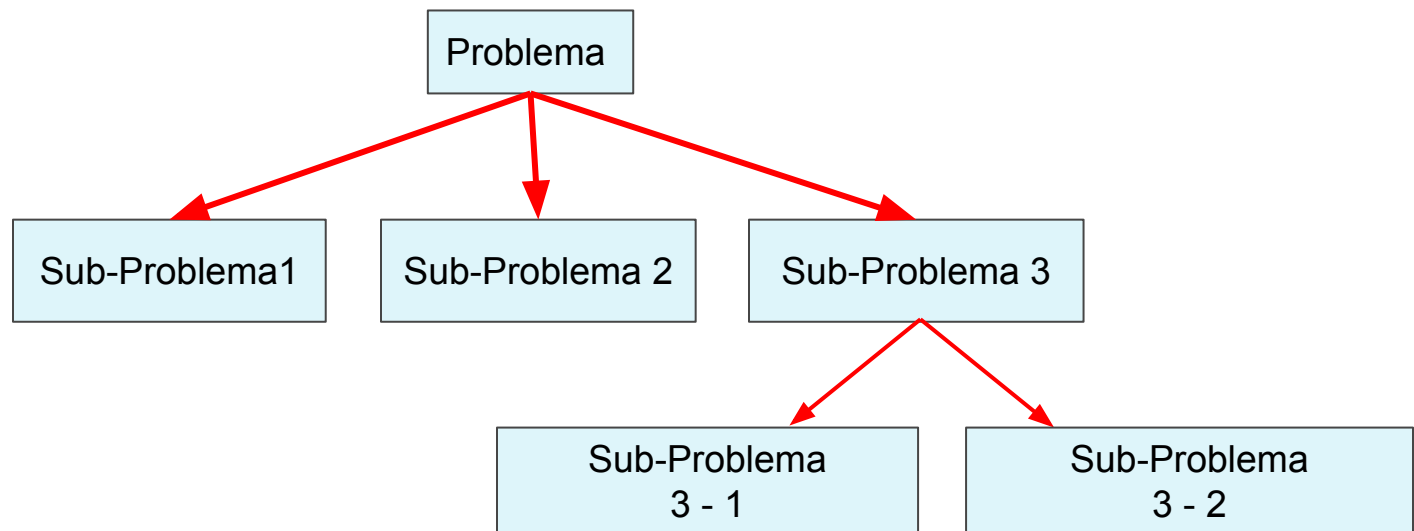 Problema
Sub-Problema1
Sub-Problema 2
Sub-Problema 3
Sub-Problema
3 - 1
Sub-Problema
3 - 2